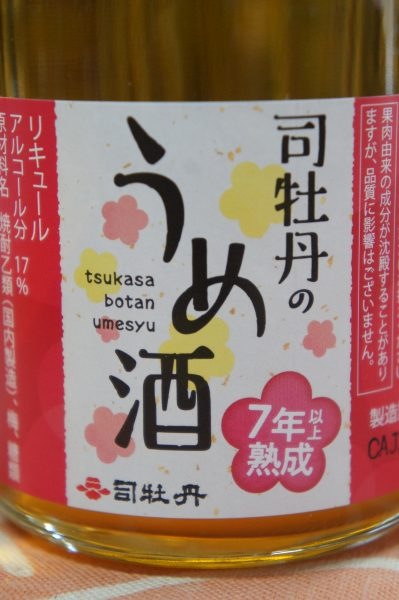 司牡丹の
うめ酒
tsukasa
botan
umesyu
7年以上
熟成
司牡丹
リキュール
アルコール分 17%
原材料名 焼酎乙類(国内製造)、梅、糖類
果肉由来の成分が沈殿することがあり
ますが、品質に影響はございません。
製造
CAJ